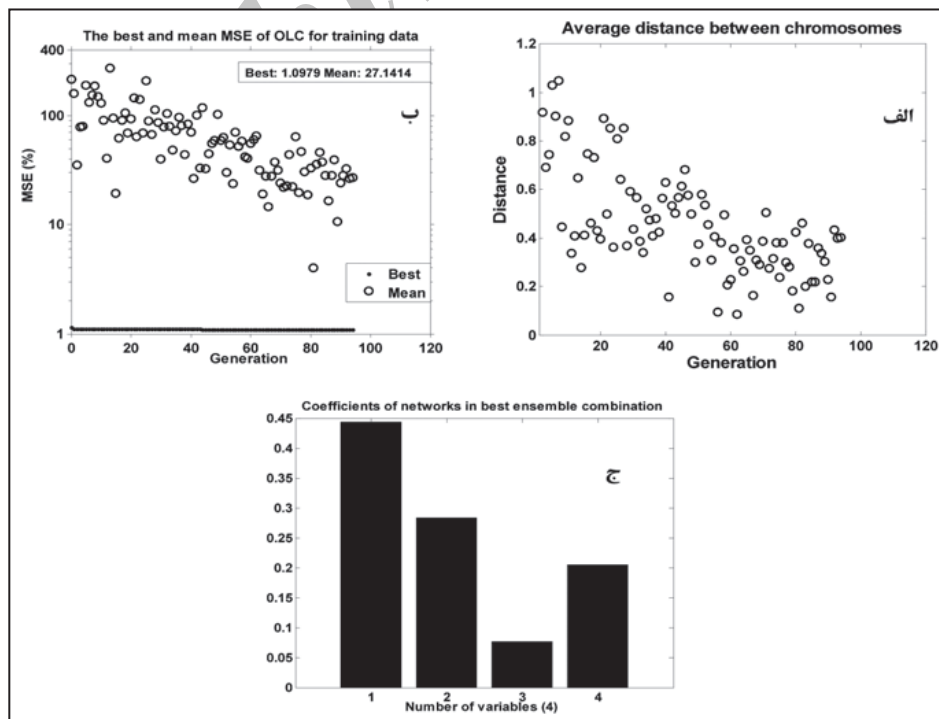 The best and mean MSE of OLC for training data
Best: 1.0979 Mean: 27.1414
ب
MSE (%)
400
100
10
1
Best
Mean
0 20 40 60 80 100 120
Generation
Average distance between chromosomes
الف
Distance
1.2
1
0.8
0.6
0.4
0.2
0
20 40 60 80 100 120
Generation
Coefficients of networks in best ensemble combination
ج
0.45
0.4
0.35
0.3
0.25
0.2
0.15
0.1
0.05
0
1 2 3 4
Number of variables (4)